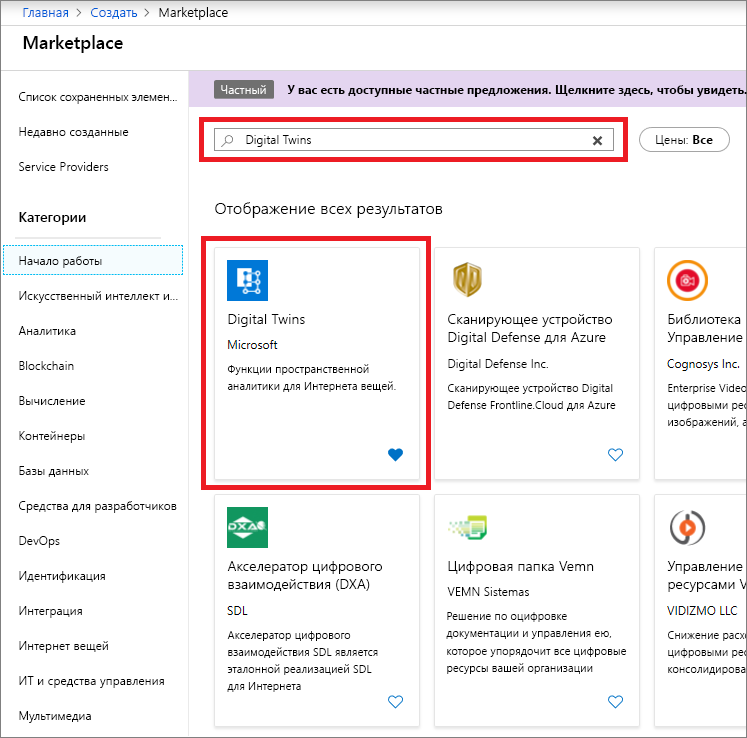 Главная > Создать > Marketplace
Marketplace
Список сохраненных элемен...
Недавно созданные
Service Providers
Категории
Начало работы
Искусственный интеллект и...
Аналитика
Blockchain
Вычисление
Контейнеры
Базы данных
Средства для разработчиков
DevOps
Идентификация
Интеграция
Интернет вещей
ИТ и средства управления
Мультимедиа
Частный У вас есть доступные частные предложения. Щелкните здесь, чтобы увидеть.
Digital Twins
Цены: Все
Отображение всех результатов
Digital Twins
Microsoft
Функции пространственной
аналитики для Интернета вещей.
Сканирующее устройство
Digital Defense для Azure
Digital Defense Inc.
Сканирующее устройство Digital
Defense Frontline.Cloud для Azure
Библиотека
Управление
Cognosys Inc.
Enterprise Video
цифровыми рес
изображений, а
DXA
Акселератор цифрового
взаимодействия (DXA)
SDL
Акселератор цифрового
взаимодействия SDL является
эталонной реализацией SDL
для Интернета
Цифровая папка Vemn
VEMN Sistemas
Решение по оцифровке
документации и управления ею,
которое упорядочит все цифровые
ресурсы вашей организации
Управление
ресурсами V
VIDIZMO LLC
Снижение расх
цифровыми рес
консолидирова